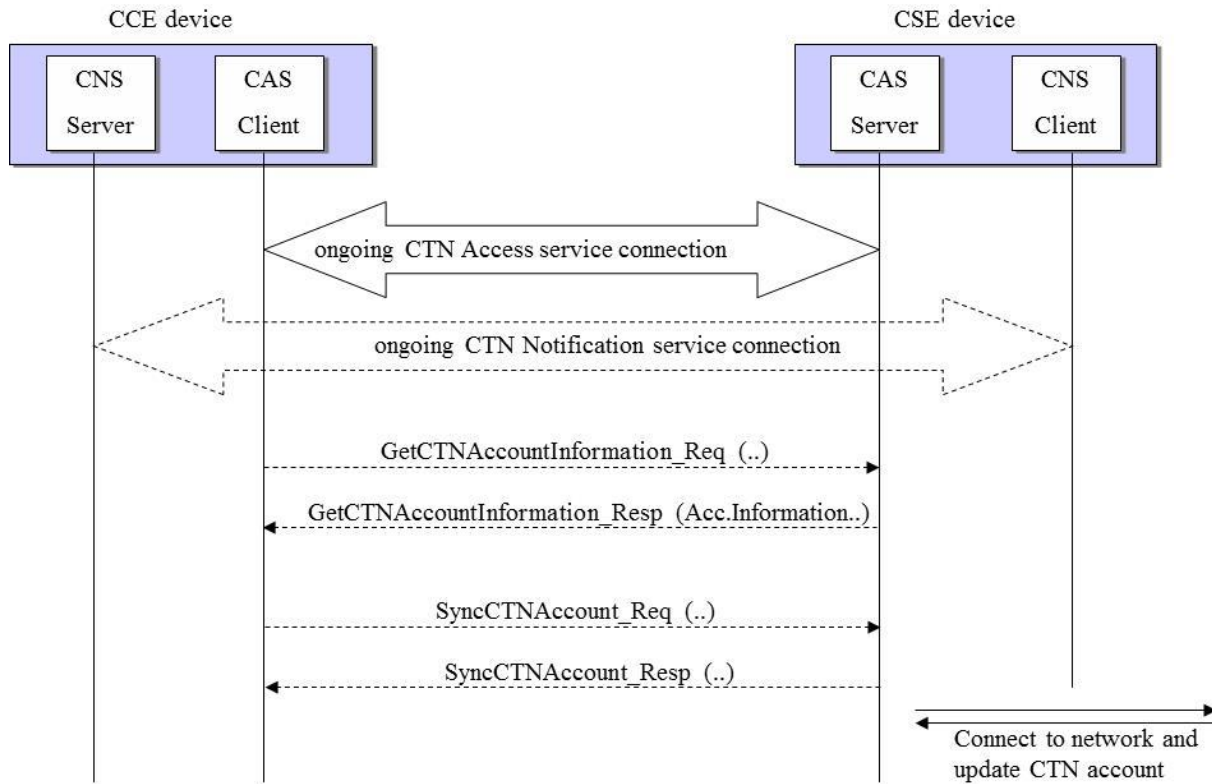 CCE device
CSE device
CNS
Server
CAS
Client
CAS
Server
CNS
Client
ongoing CTN Access service connection
ongoing CTN Notification service connection
GetCTNAccountInformation_Req (..)
GetCTNAccountInformation_Resp (Acc.Information..)
SyncCTNAccount_Req (..)
SyncCTNAccount_Resp (..)
Connect to network and
update CTN account